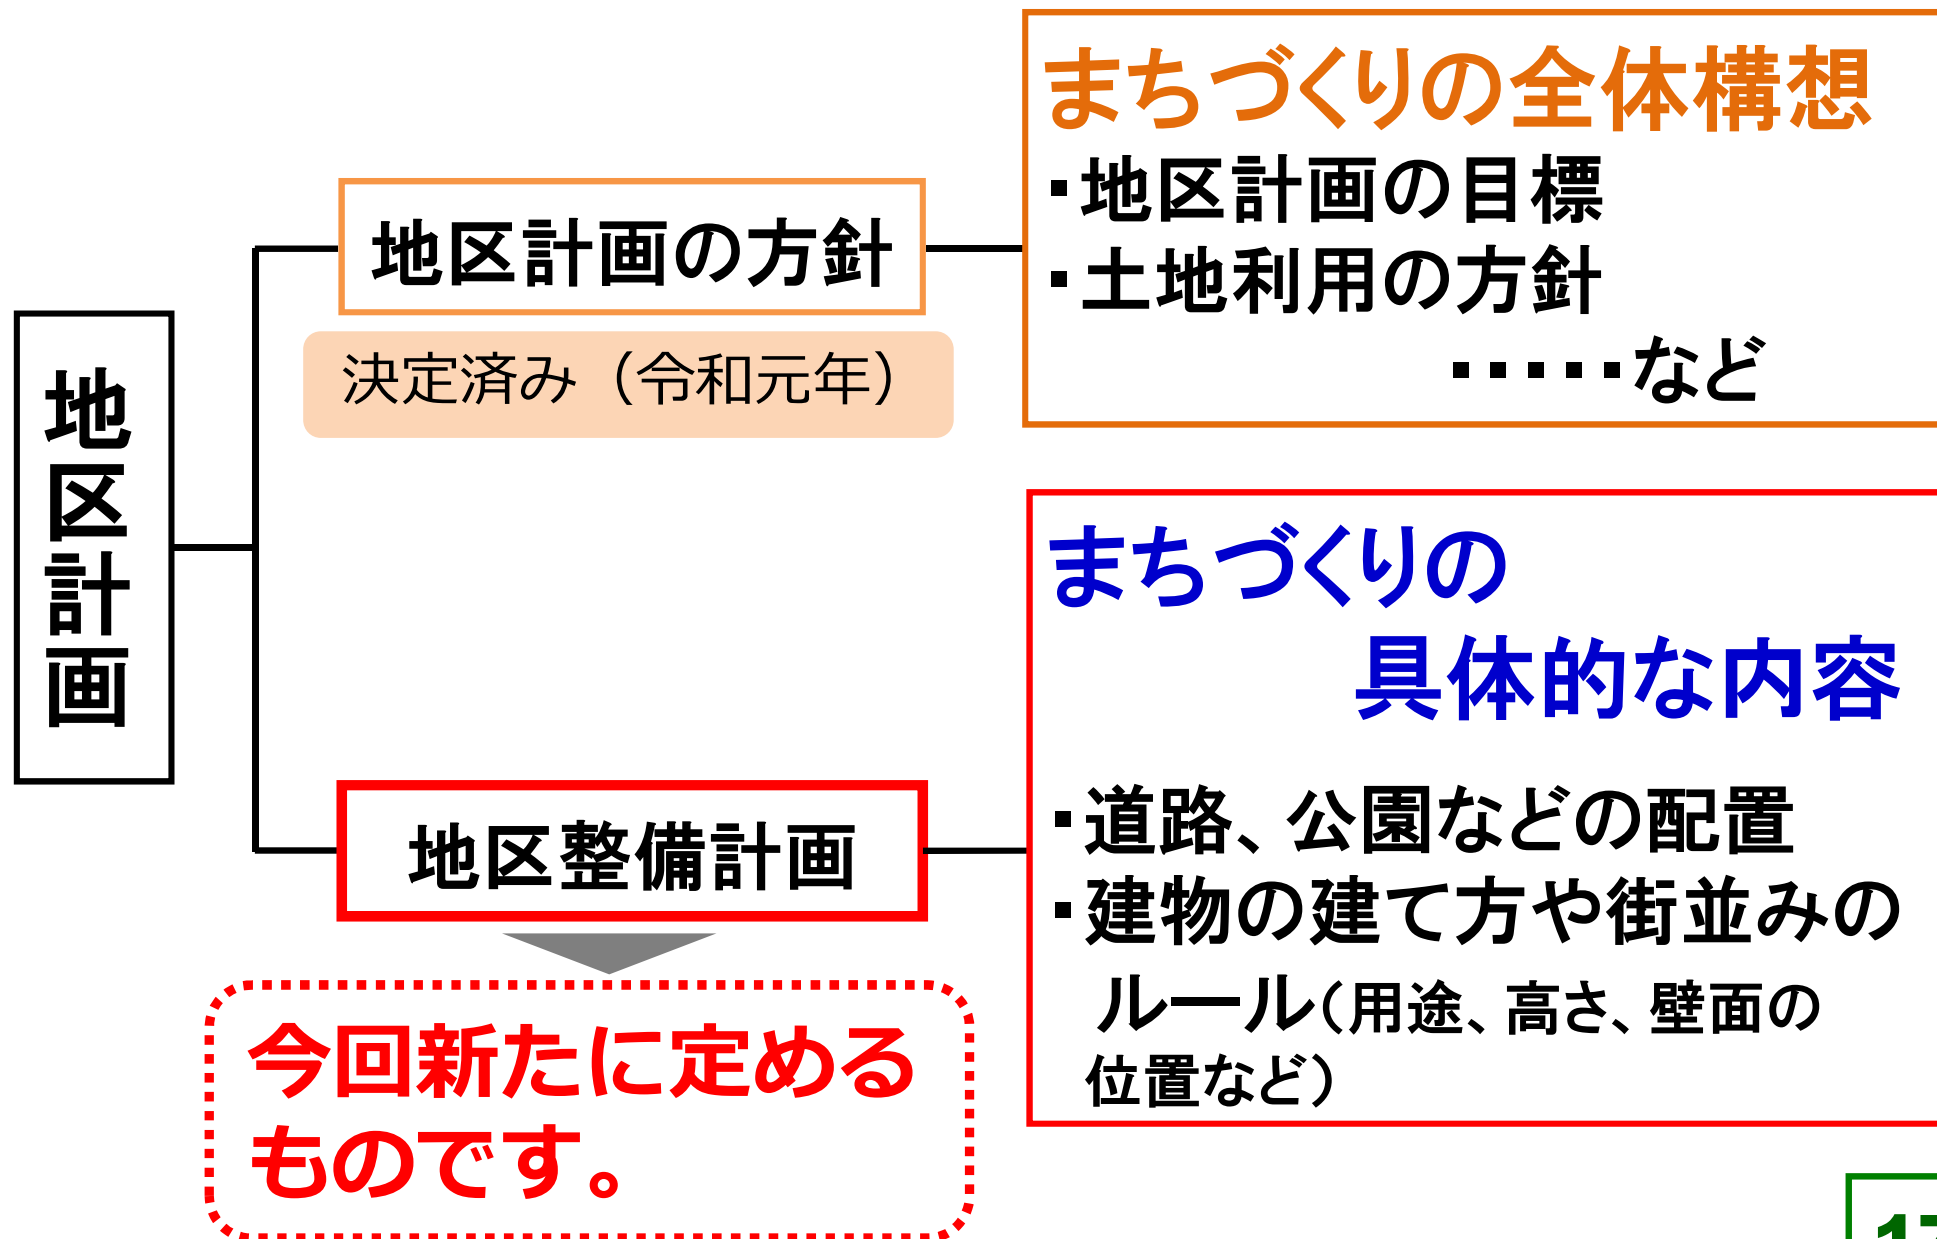 地区計画
地区計画の方針
決定済み（令和元年）
まちづくりの全体構想
・地区計画の目標
・土地利用の方針
・・・・・など
地区整備計画
今回新たに定める
ものです。
まちづくりの
具体的な内容
・道路、公園などの配置
・建物の建て方や街並みの
ルール（用途、高さ、壁面の
位置など）